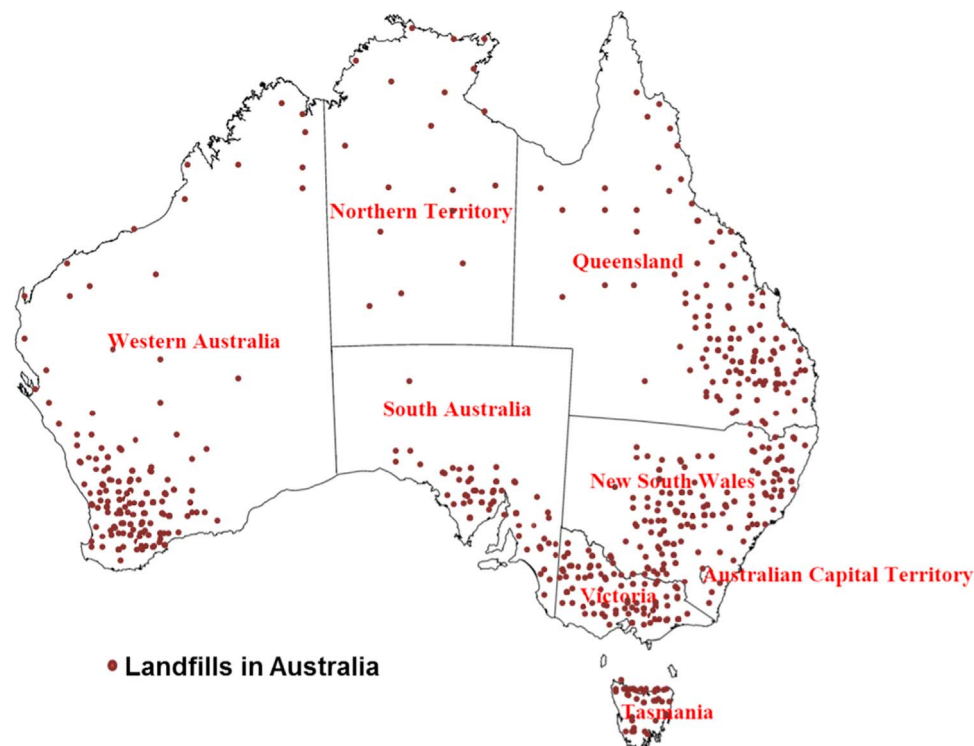 Northern Territory
Queensland
Western Australia
South Australia
New South Wales
Australian Capital Territory
Victoria
Landfills in Australia
Tasmania